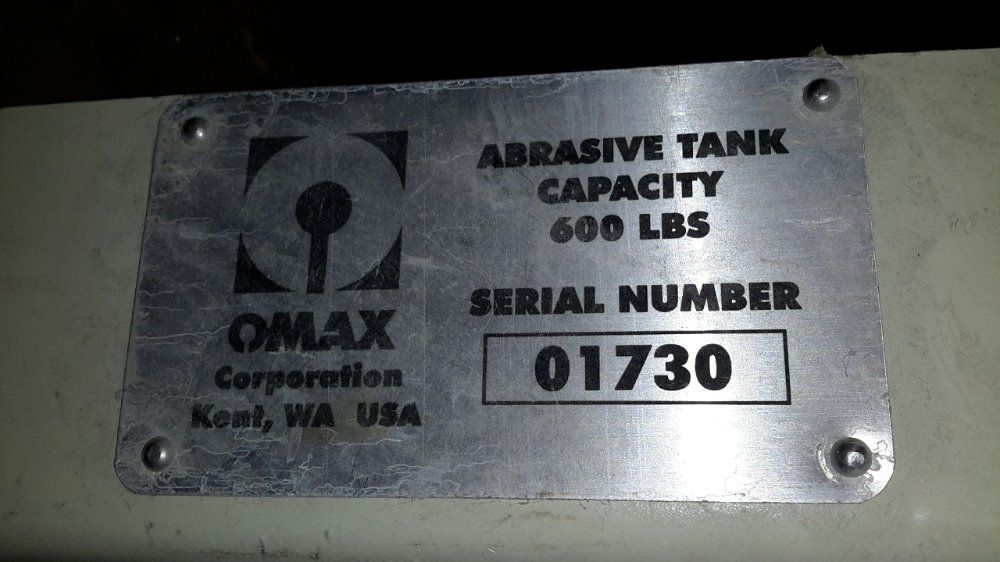 OMAX
Corporation
Kent, WA USA
ABRASIVE TANK
CAPACITY
600 LBS
SERIAL NUMBER
01730